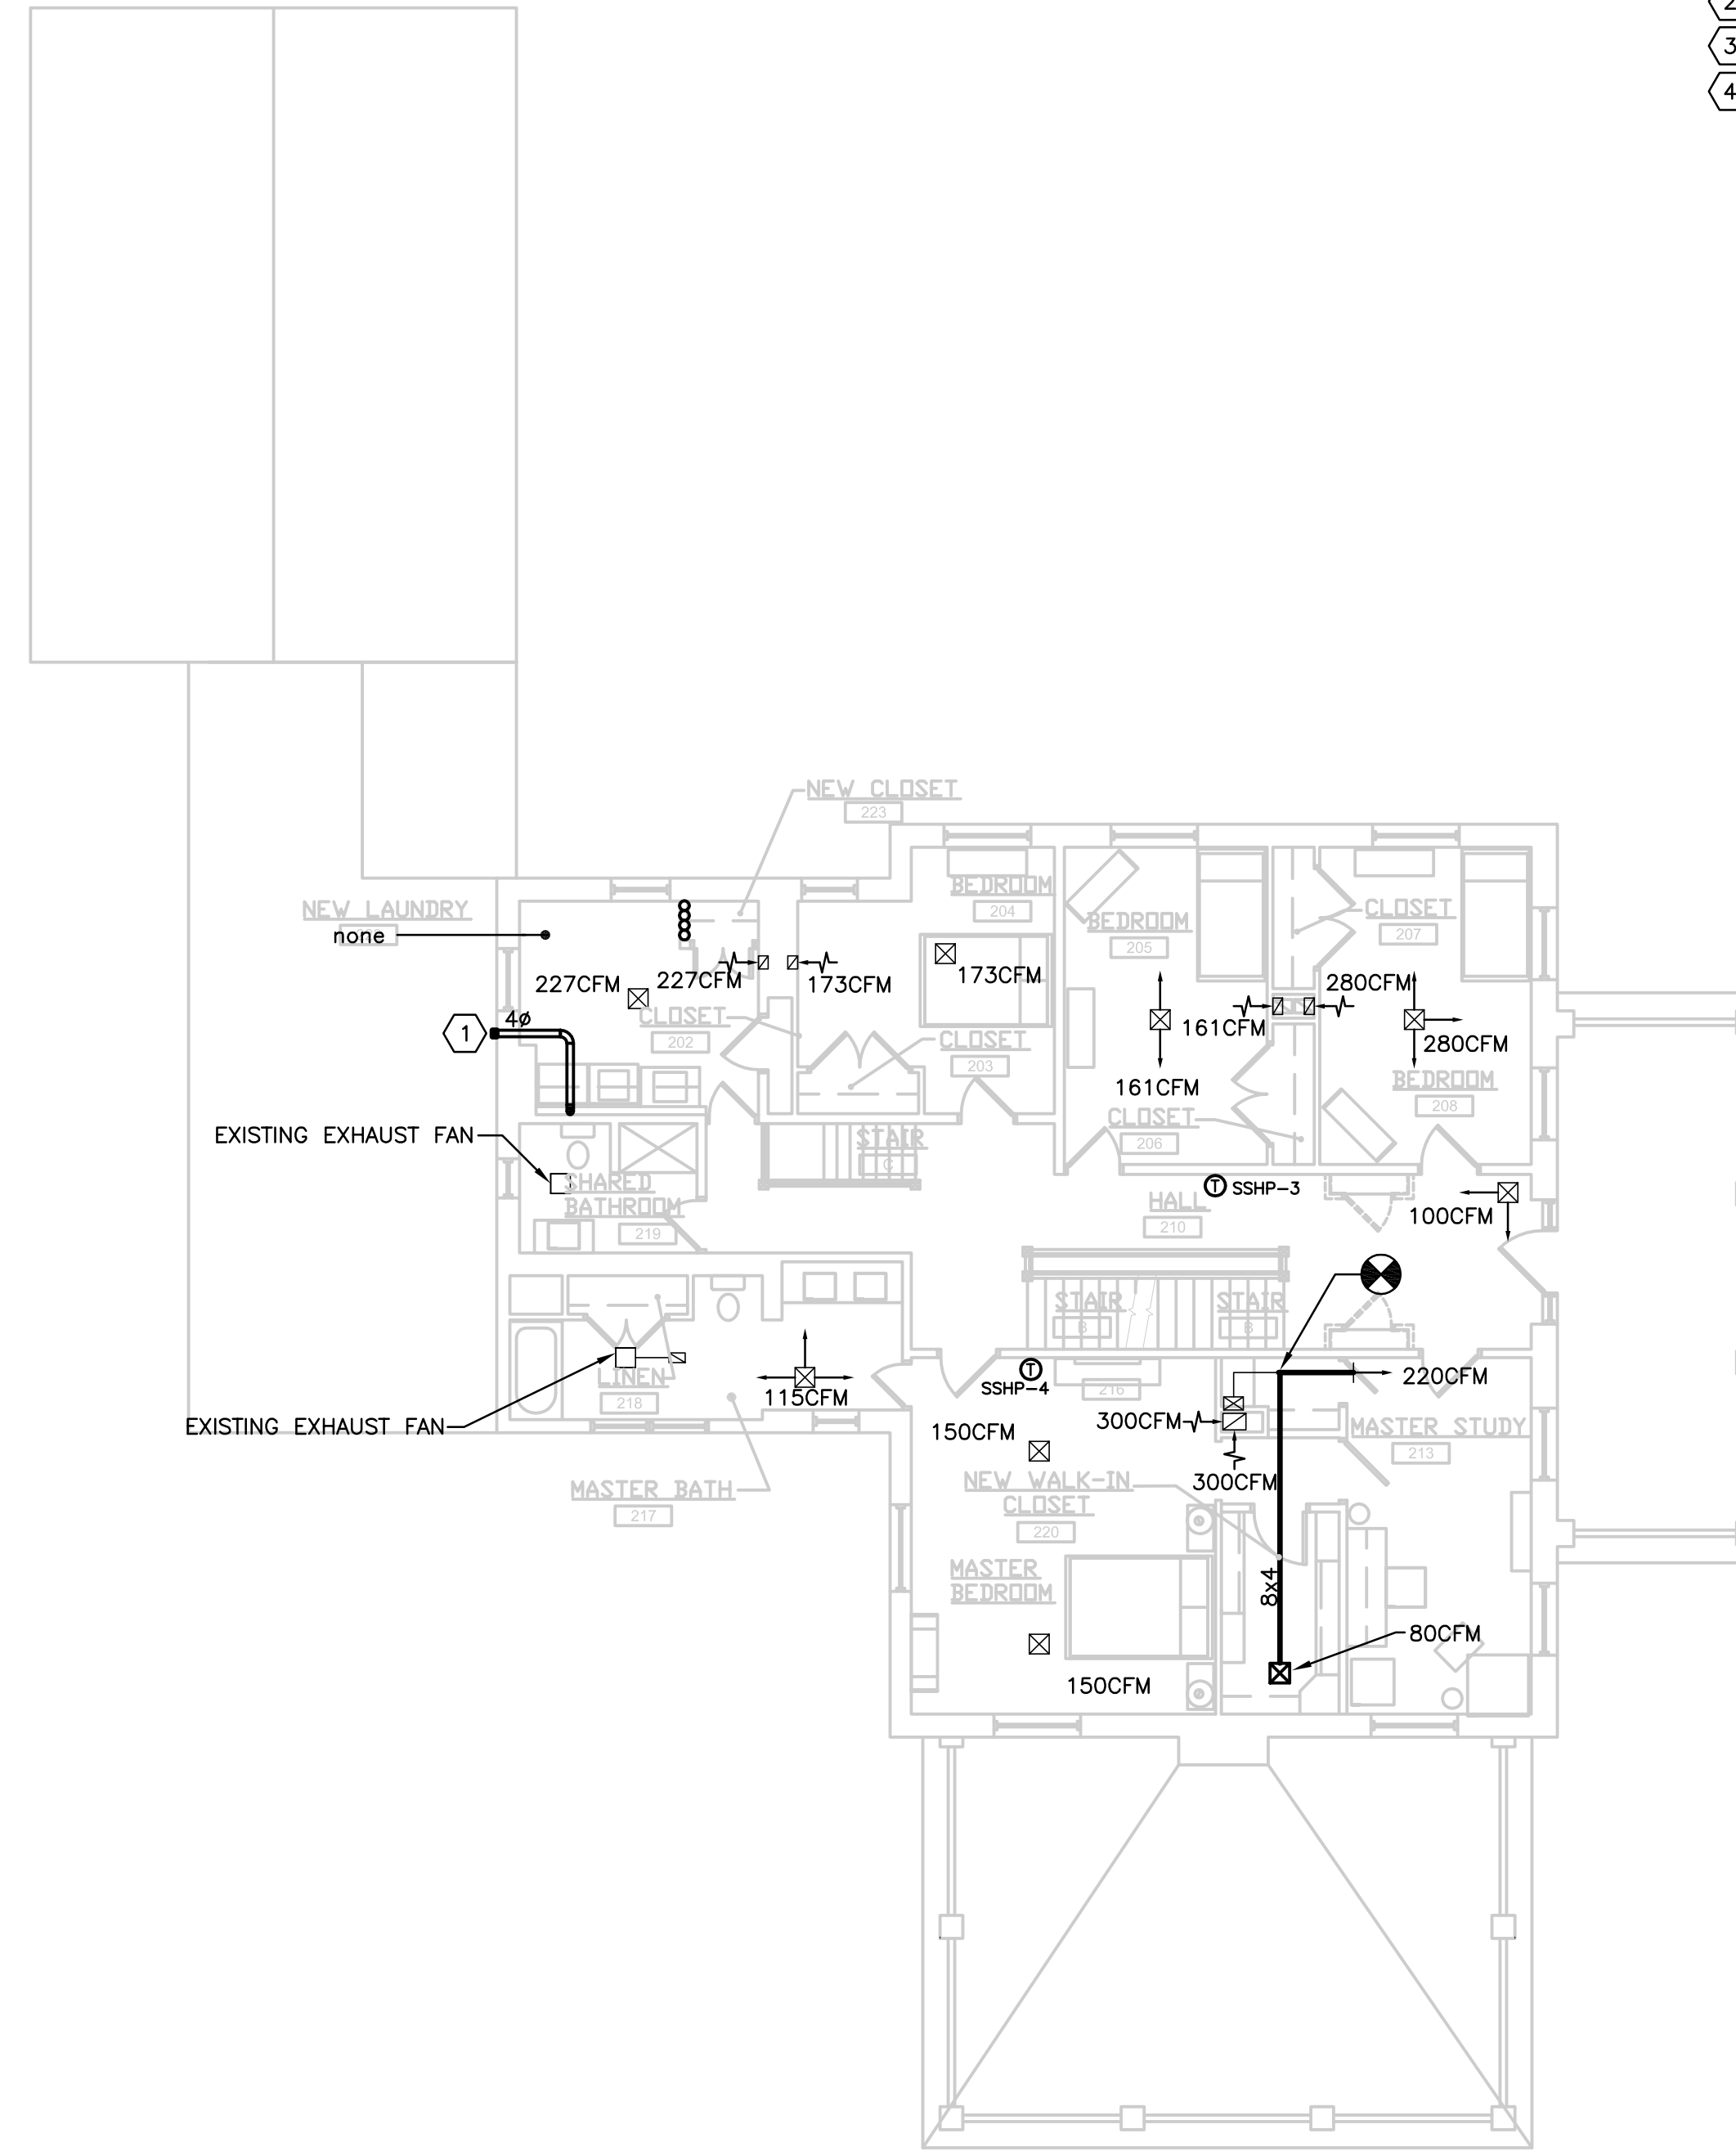 2
3
4
NEW CLOSET
223
NEW LAUNDRY
none
BEDROOM
204
BEDROOM
205
CLOSET
207
227CFM
227CFM
173CFM
173CFM
280CFM
161CFM
280CFM
161CFM
CLOSET
202
CLOSET
203
4ø
1
BEDROOM
208
CLOSET
206
EXISTING EXHAUST FAN
STAIR
C
SHARED
BATHROOM
219
T SSHP-3
HALL
210
100CFM
STAIR
B
STAIR
B
LINEN
218
115CFM
T
SSHP-4
216
220CFM
EXISTING EXHAUST FAN
150CFM
300CFM
MASTER STUDY
213
300CFM
MASTER BATH
217
NEW WALK-IN
CLOSET
220
MASTER
BEDROOM
8x4
80CFM
150CFM